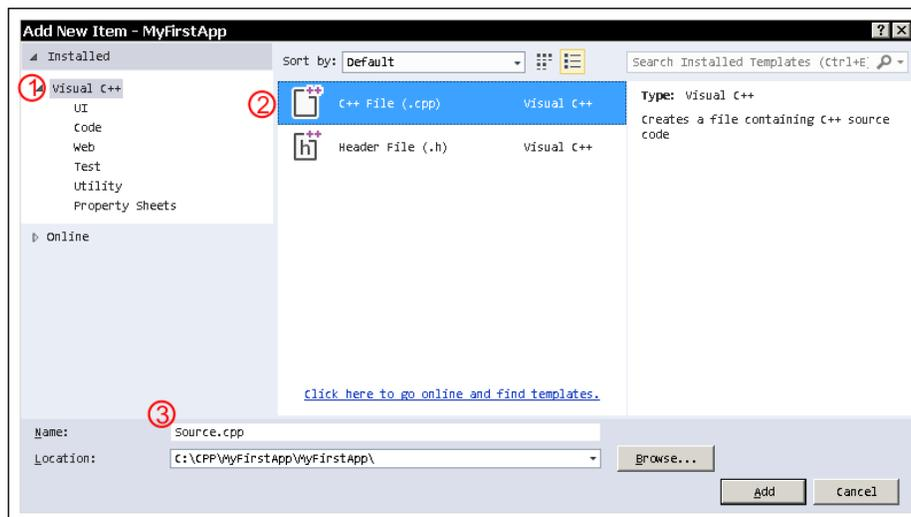 Add New Item - MyFirstApp
? X
Installed
Sort by: Default
Search Installed Templates (Ctrl+E)
1
Visual C++
UI
Code
Web
Test
Utility
Property Sheets
Online
2
++
C++ File (.cpp) Visual C++
++
h
Header File (.h) Visual C++
Type: Visual C++
Creates a file containing C++ source
code
Click here to go online and find templates.
3
Name: Source.cpp
Location: C:\CPP\MyFirstApp\MyFirstApp\
Browse...
Add Cancel